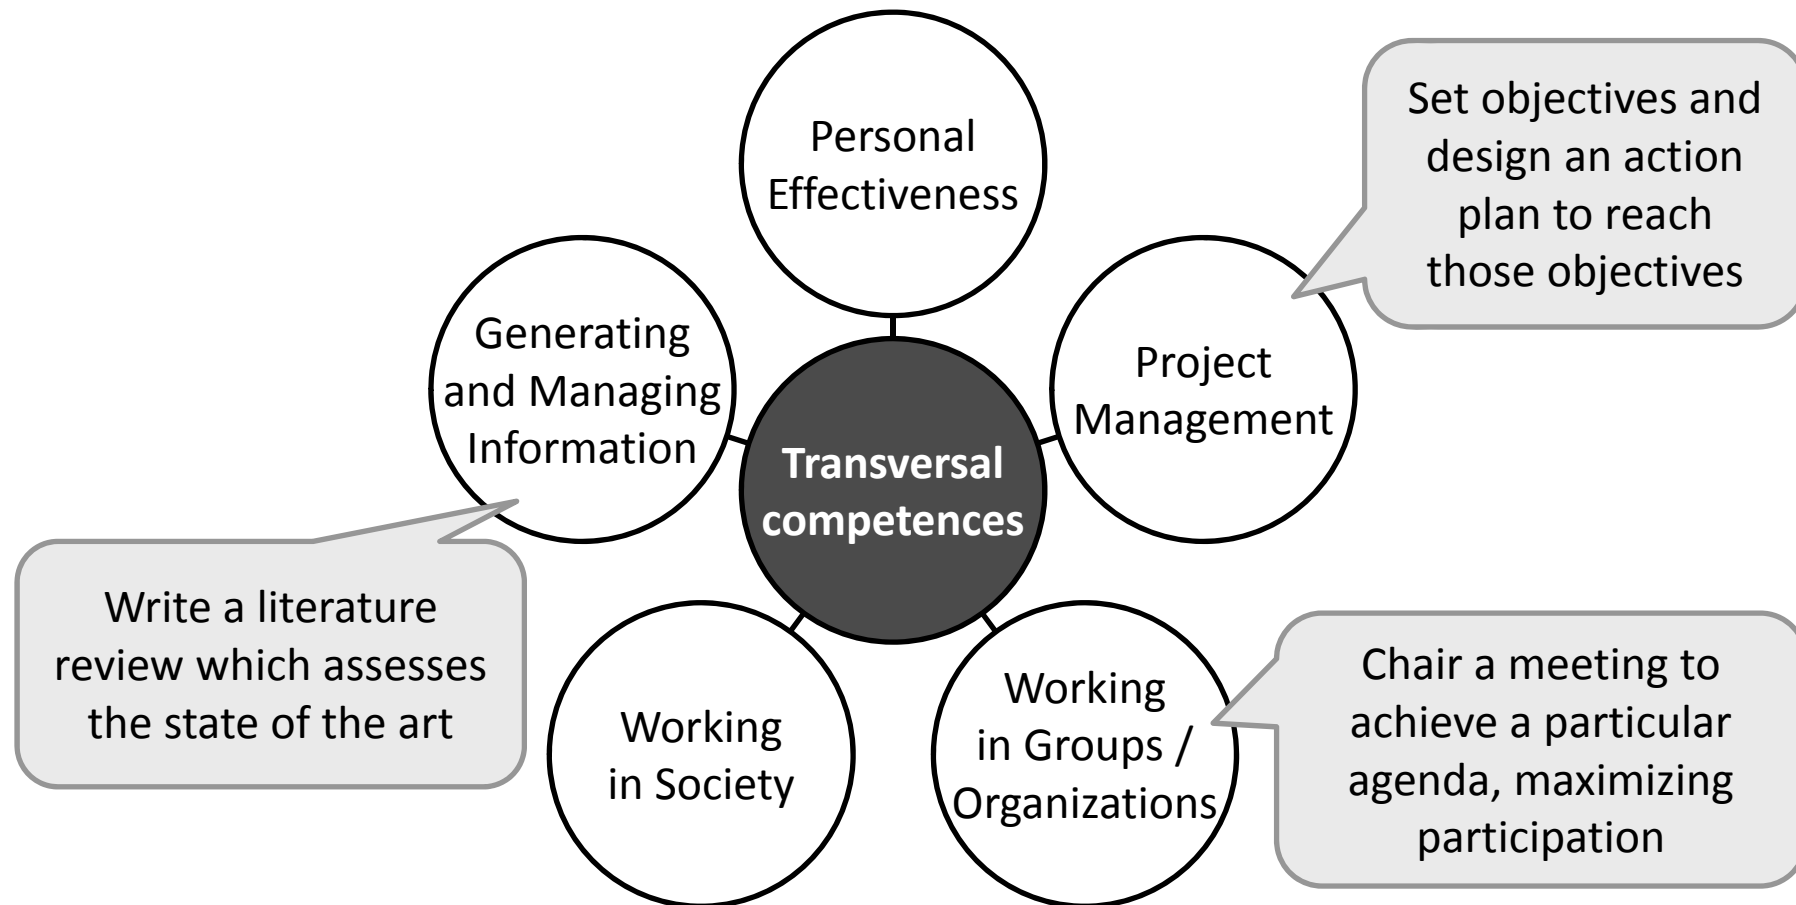 Personal
Effectiveness
Set objectives and
design an action
plan to reach
those objectives
Generating
and Managing
Information
Project
Management
Transversal
competences
Write a literature
review which assesses
the state of the art
Working
in Society
Working
in Groups /
Organizations
Chair a meeting to
achieve a particular
agenda, maximizing
participation